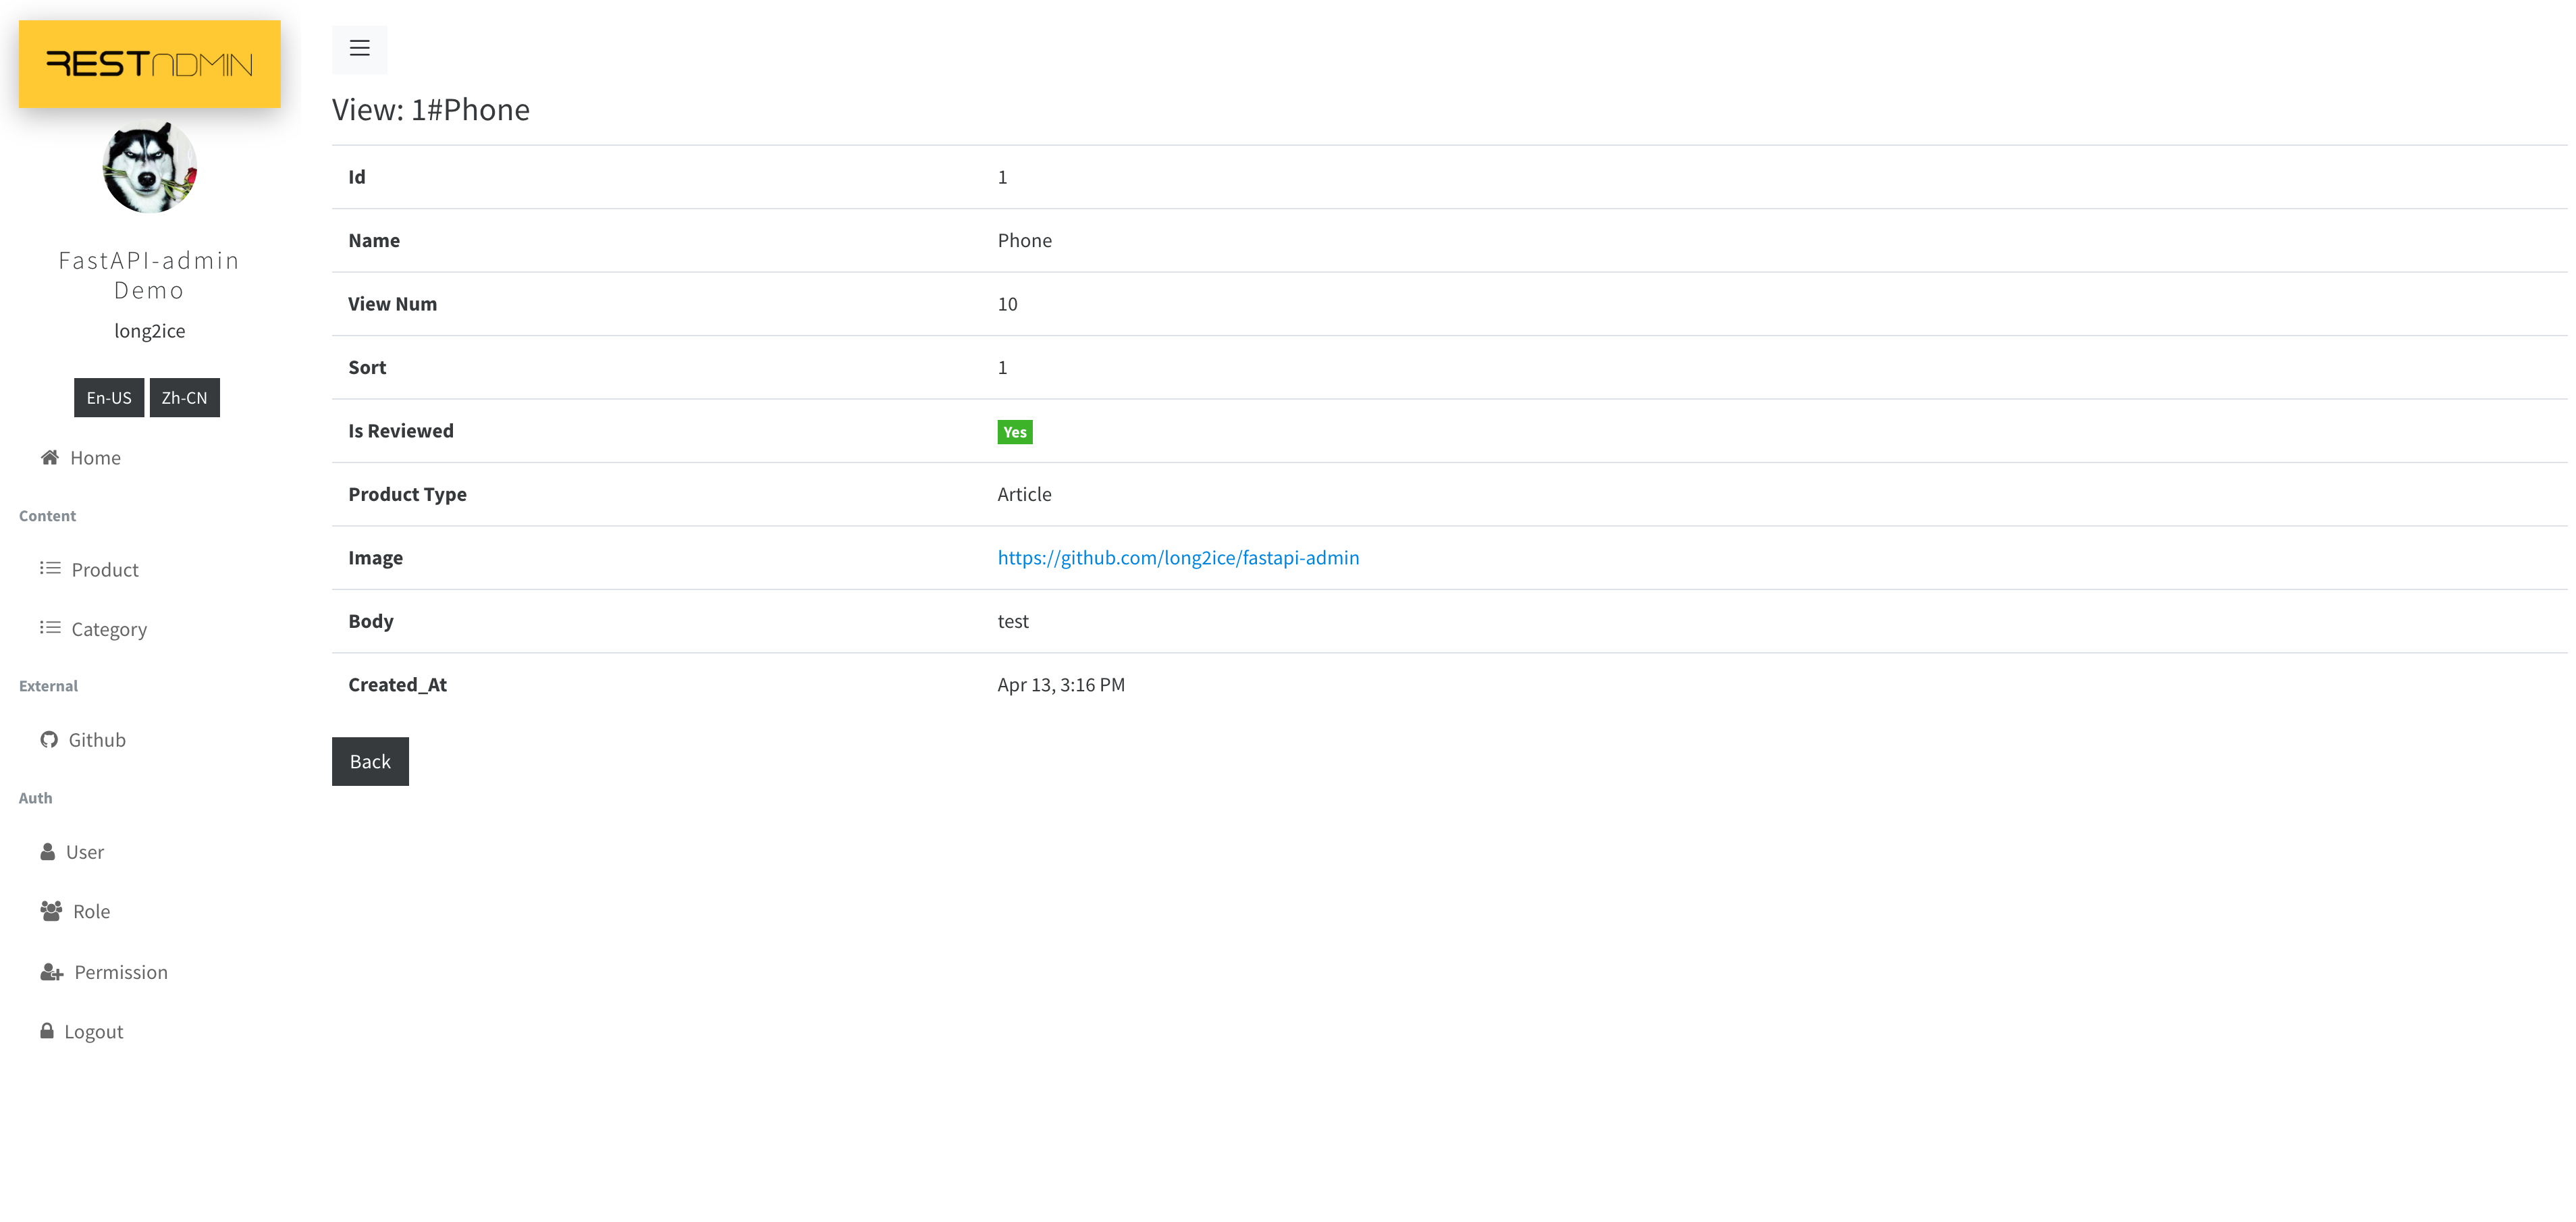 RESTADMIN
FastAPI-admin
Demo
long2ice
En-US Zh-CN
Home
Content
Product
Category
External
Github
Auth
User
Role
Permission
Logout
View: 1#Phone
Id 1
Name Phone
View Num 10
Sort 1
Is Reviewed Yes
Product Type Article
Image https://github.com/long2ice/fastapi-admin
Body test
Created_At Apr 13, 3:16 PM
Back